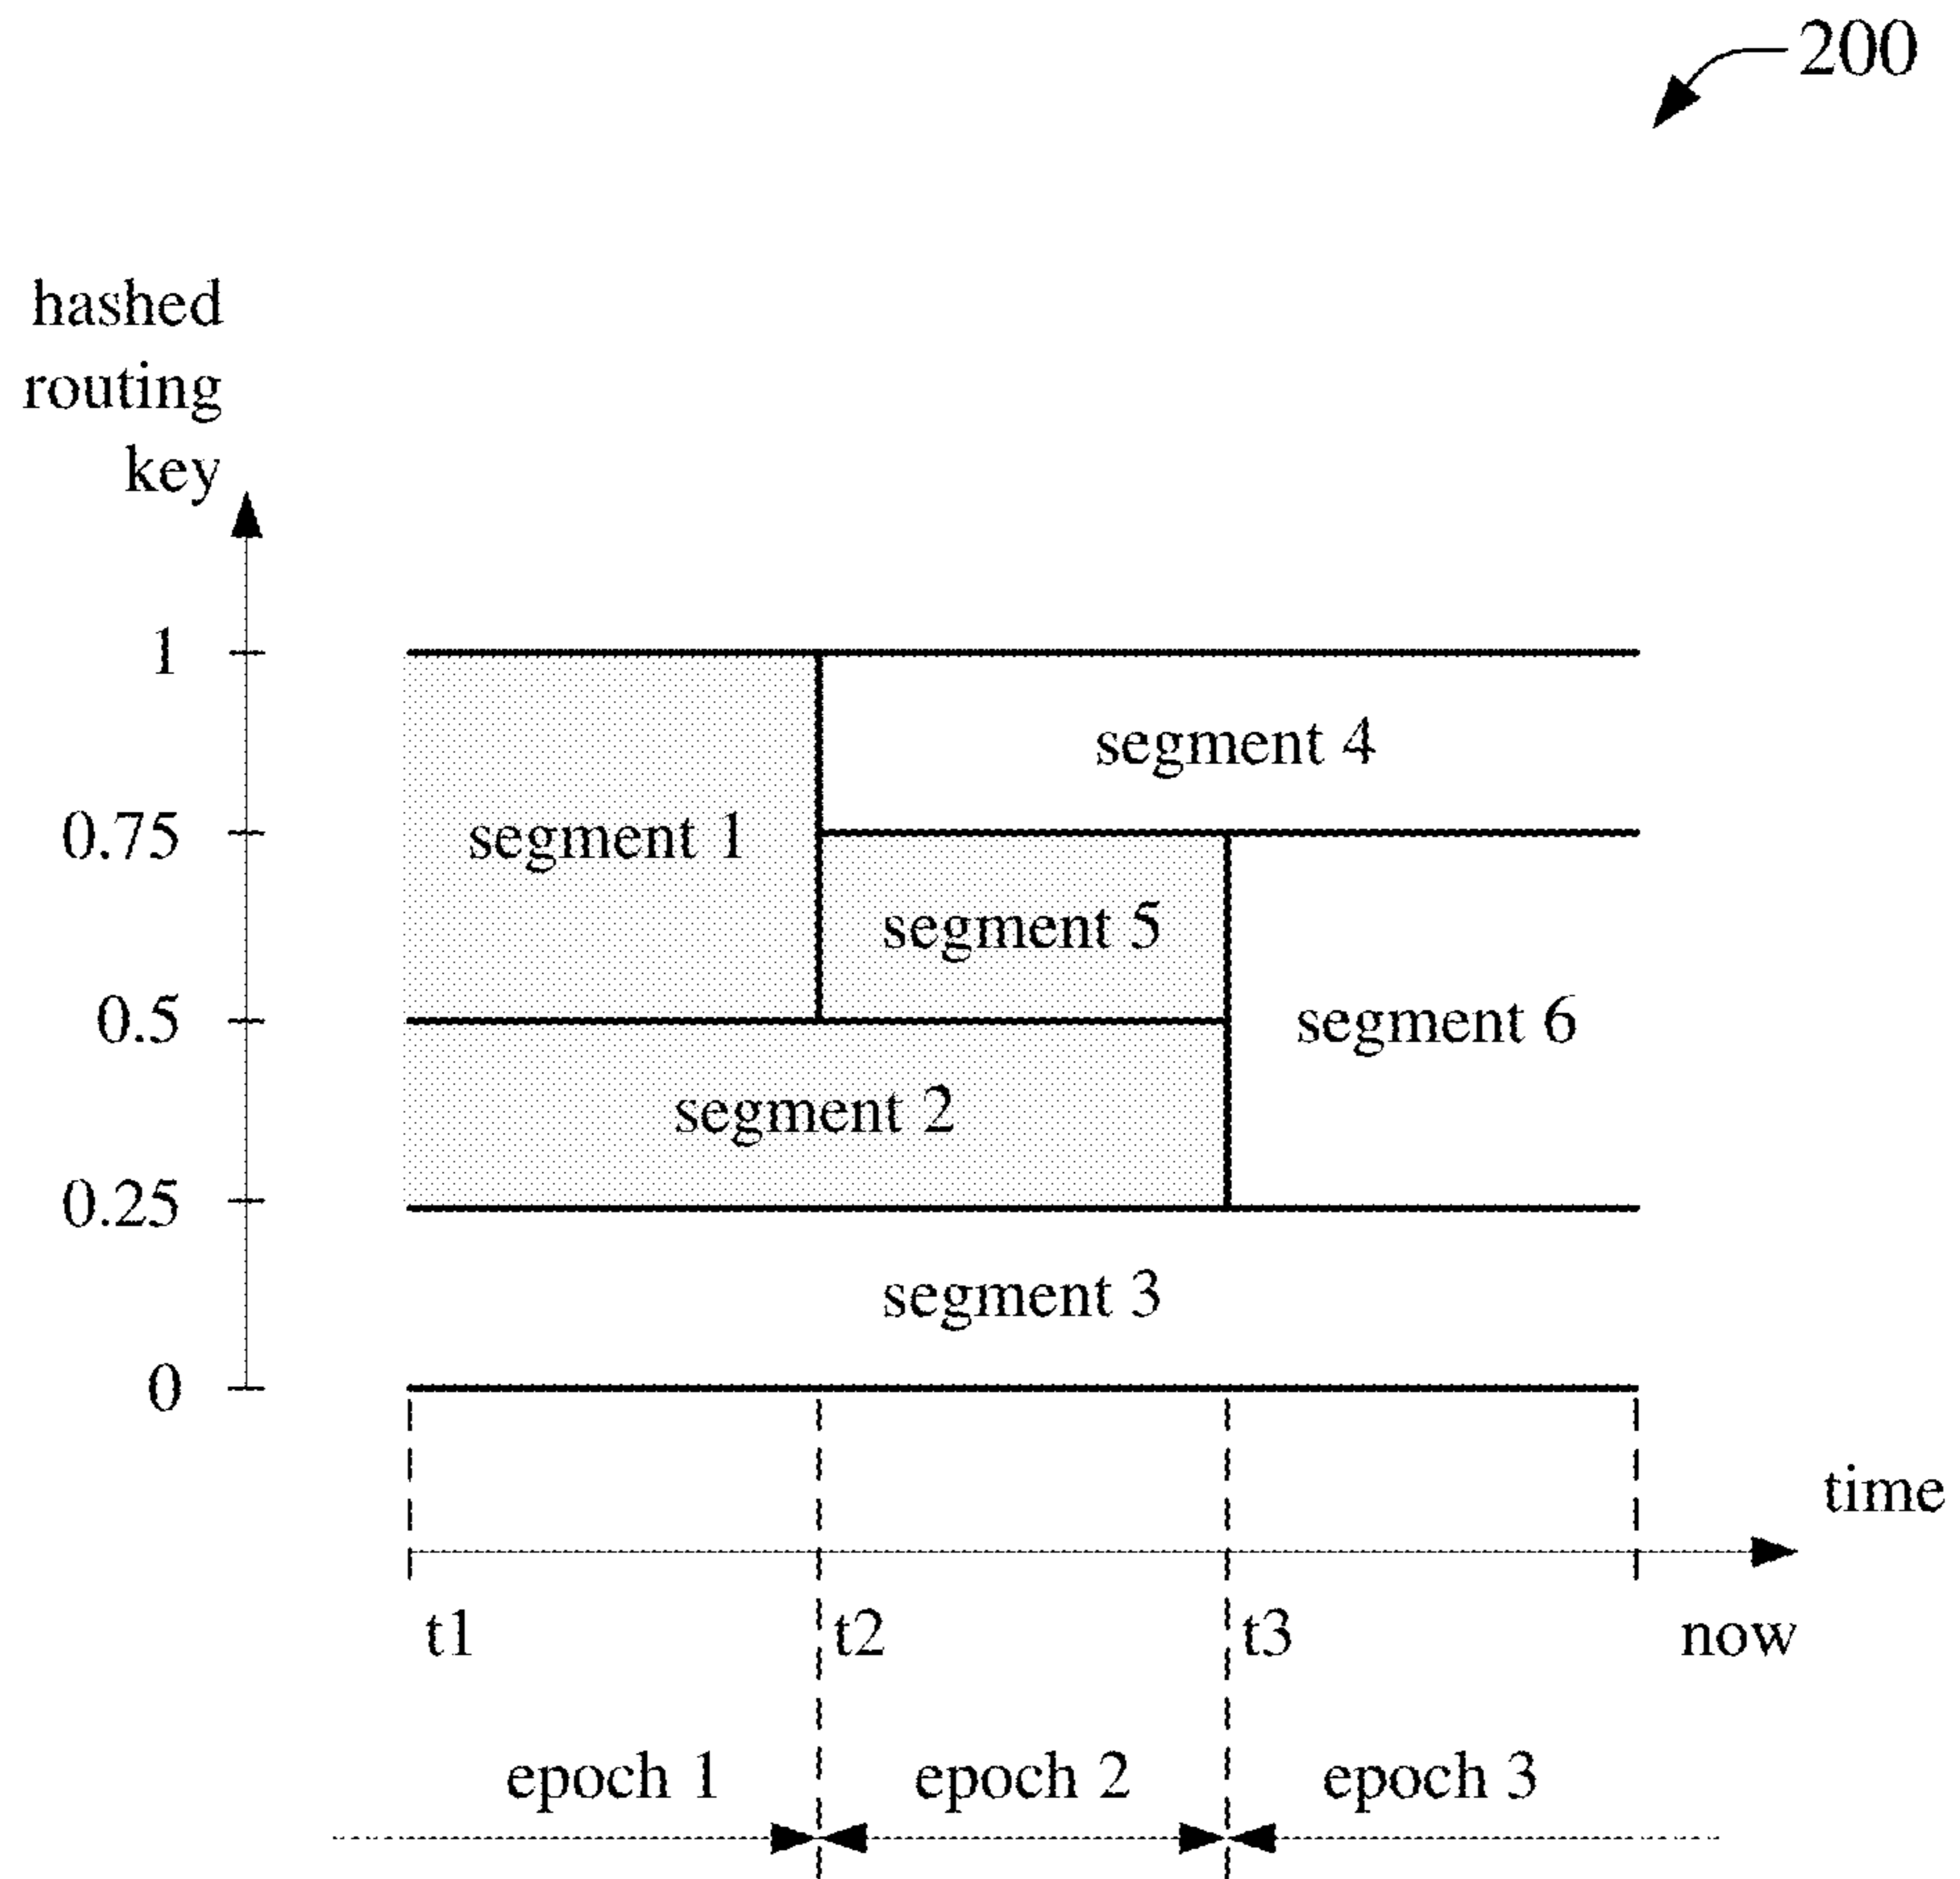 200
hashed
routing
key
1
segment 4
0.75
segment 1
segment 5
0.5
segment 6
segment 2
0.25
segment 3
0
time
t1 t2 t3 now
epoch 1 epoch 2 epoch 3